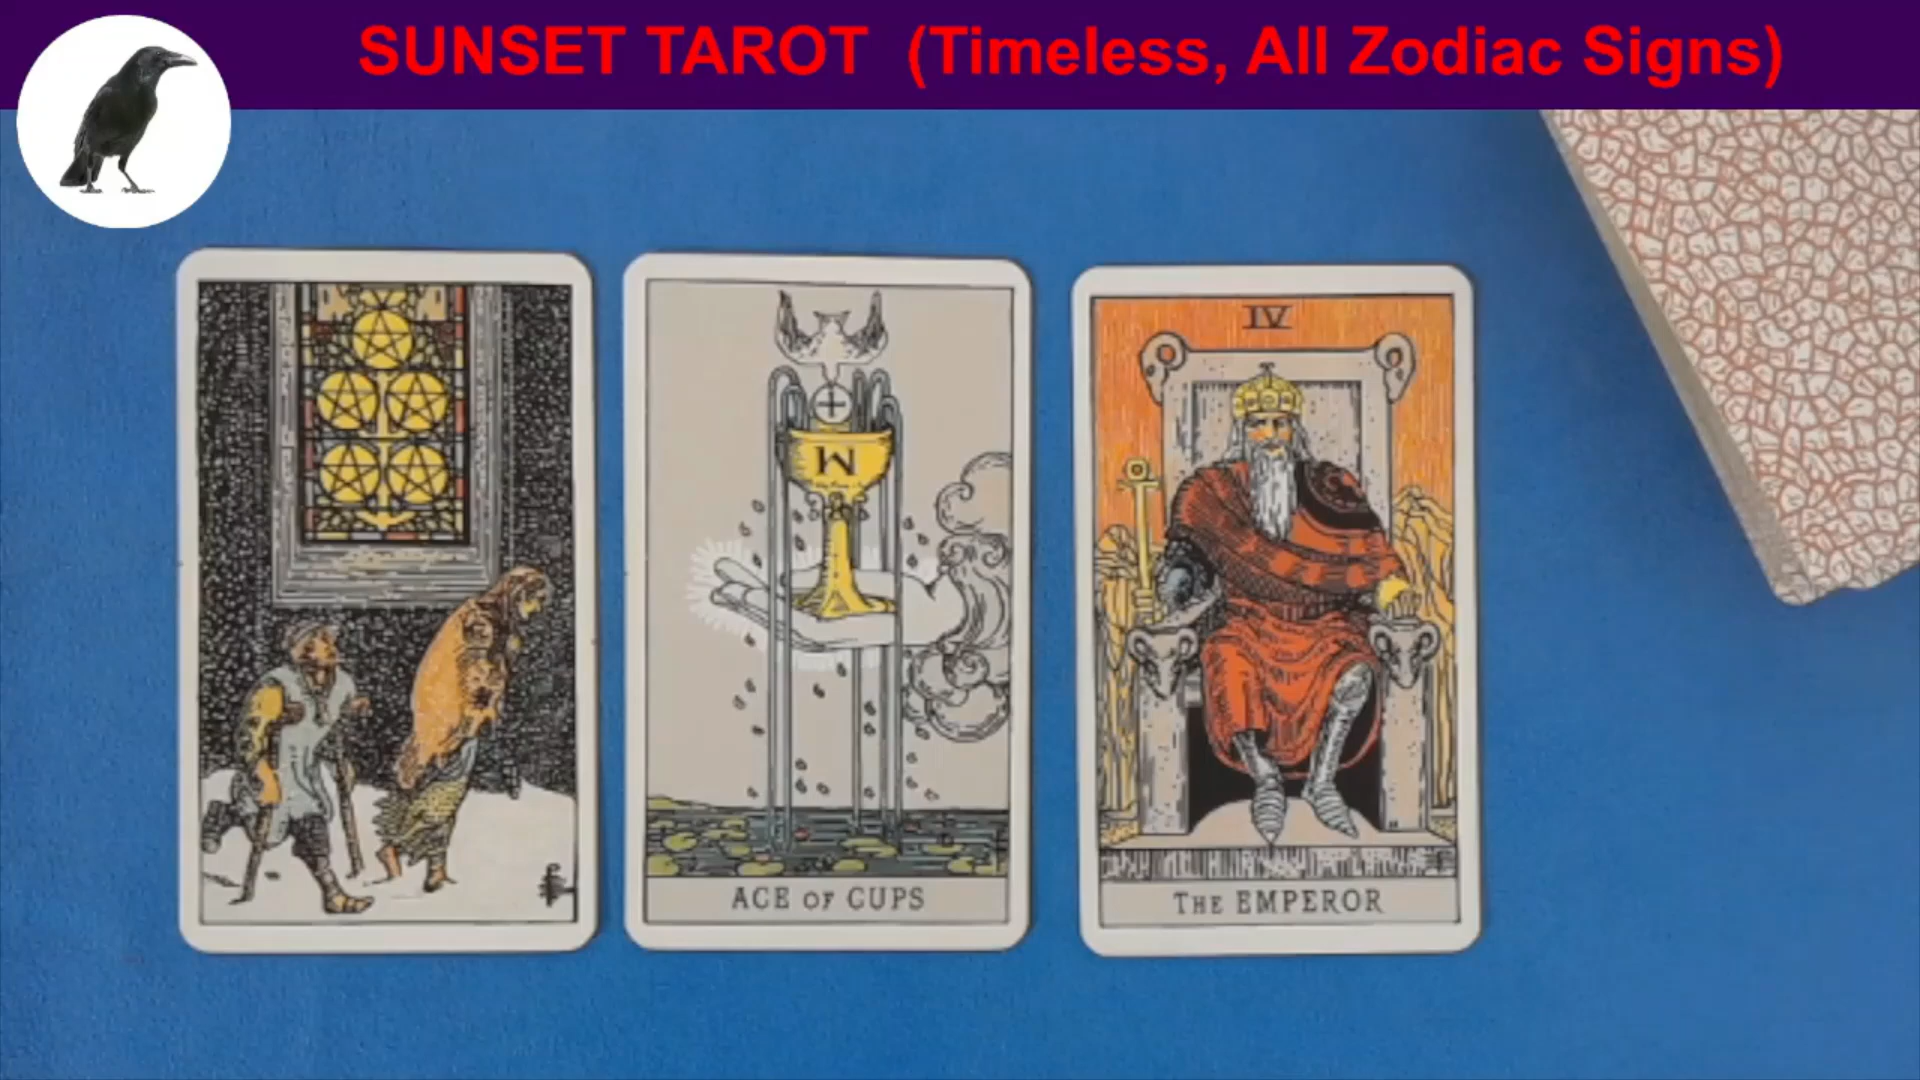 SUNSET TAROT (Timeless, All Zodiac Signs)
IV
W
ACE OF CUPS
THE EMPEROR